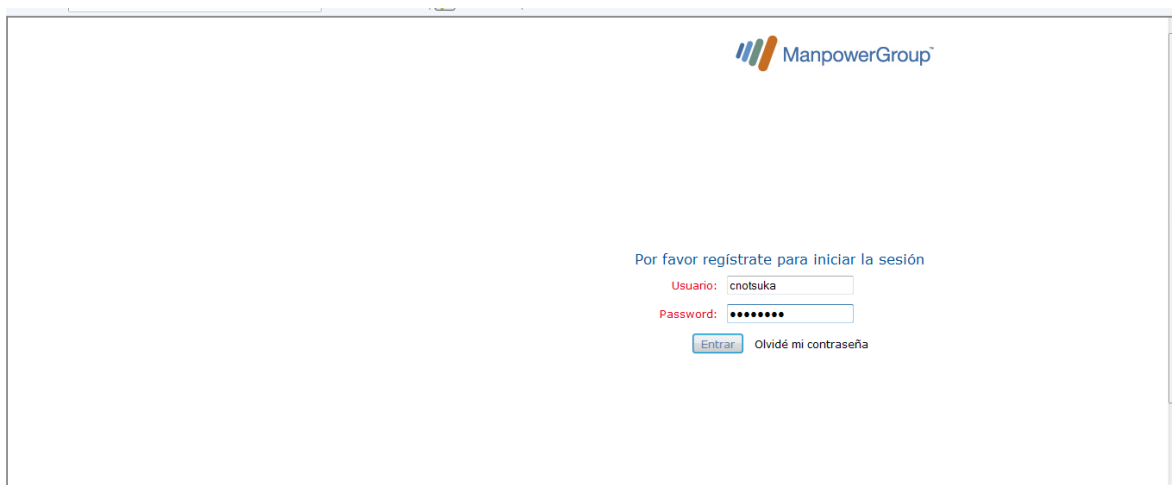 ManpowerGroup™
Por favor regístrate para iniciar la sesión
Usuario: cnotsuka
Password: ••••••••
Entrar Olvidé mi contraseña